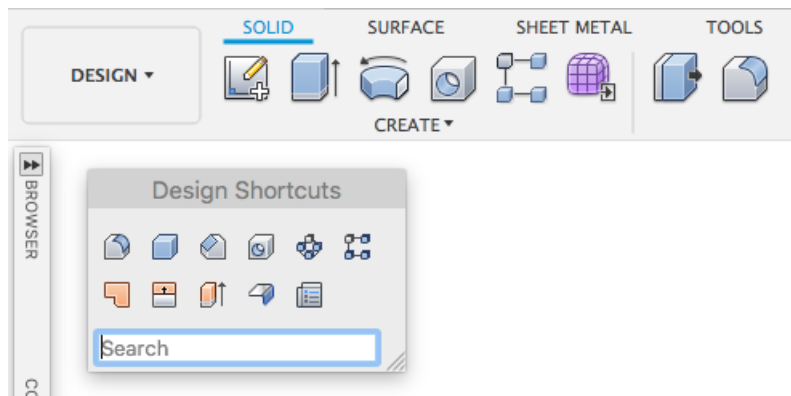 SOLID SURFACE SHEET METAL TOOLS
DESIGN ▾
CREATE ▾
BROWSER
Design Shortcuts
Search